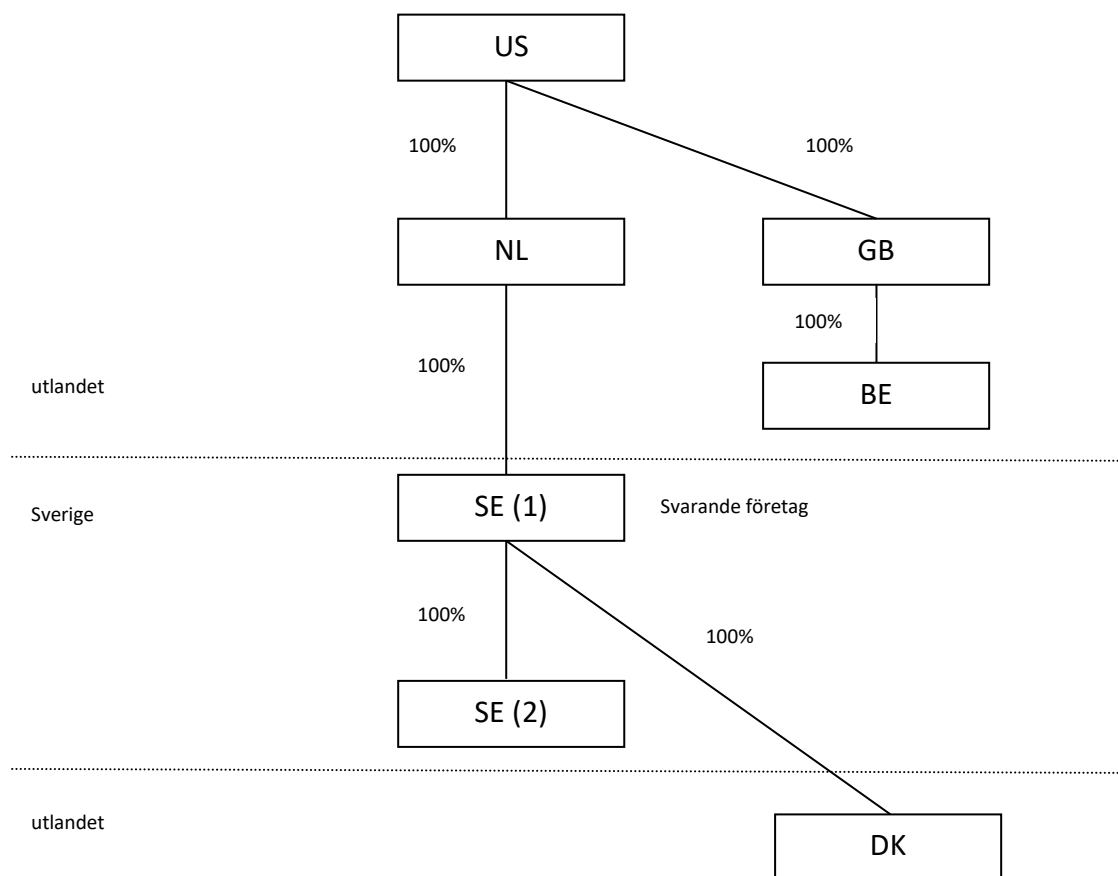 US
100%
100%
NL
GB
100%
100%
utlandet
BE
Sverige
SE (1)
Svarande företag
100%
100%
SE (2)
utlandet
DK